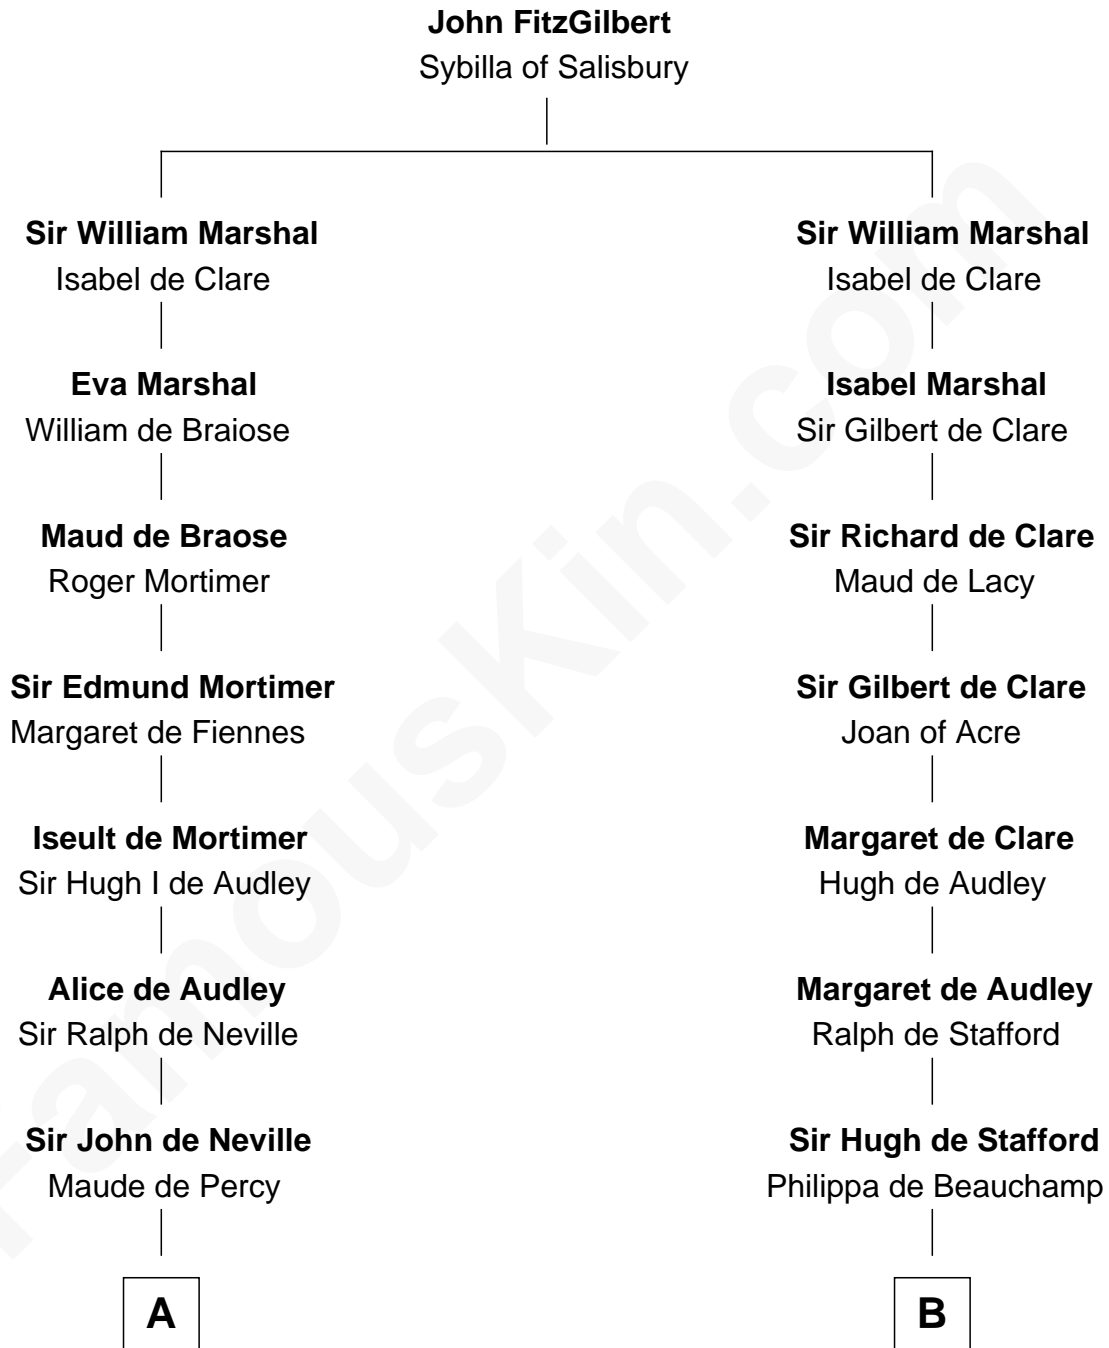 John FitzGilbert
Sybilla of Salisbury
Sir William Marshal
Isabel de Clare
Eva Marshal
William de Braiose
Maud de Braose
Roger Mortimer
Sir Edmund Mortimer
Margaret de Fiennes
Iseult de Mortimer
Sir Hugh I de Audley
Alice de Audley
Sir Ralph de Neville
Sir John de Neville
Maude de Percy
A
Sir William Marshal
Isabel de Clare
Isabel Marshal
Sir Gilbert de Clare
Sir Richard de Clare
Maud de Lacy
Sir Gilbert de Clare
Joan of Acre
Margaret de Clare
Hugh de Audley
Margaret de Audley
Ralph de Stafford
Sir Hugh de Stafford
Philippa de Beauchamp
B
FamousKin.com